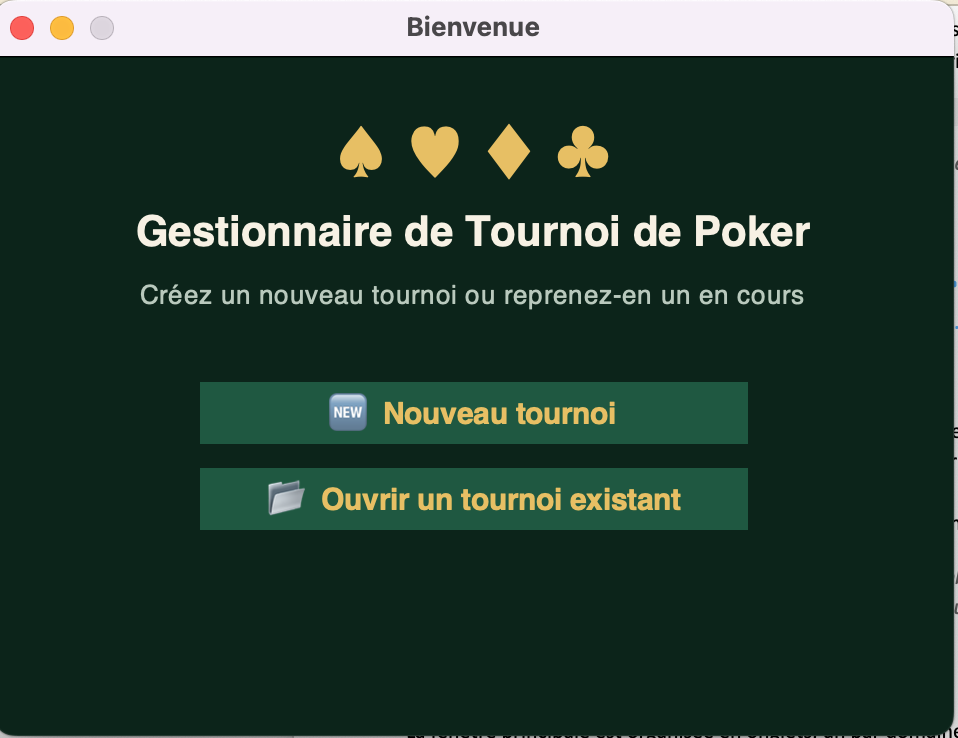 Bienvenue
♠ ♥ ♦ ♣
Gestionnaire de Tournoi de Poker
Créez un nouveau tournoi ou reprenez-en un en cours
NEW Nouveau tournoi
Ouvrir un tournoi existant